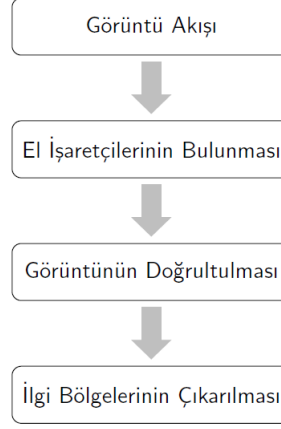 Görüntü Akışı
El İşaretçilerinin Bulunması
Görüntünün Doğrultulması
İlgi Bölgelerinin Çıkarılması